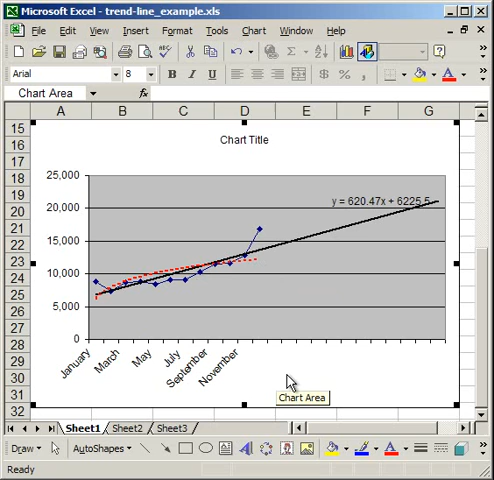 Microsoft Excel - trend-line_example.xls
File Edit View Insert Format Tools Chart Window Help
Arial 8 B I U $ %
Chart Area fx
A B C D E F G
15
16
17
18
19
20
21
22
23
24
25
26
27
28
29
30
31
32
Chart Title
25,000
20,000
15,000
10,000
5,000
0
y = 620.47x + 6225.5
January March May July September November
Chart Area
Sheet1 Sheet2 Sheet3
Draw AutoShapes
Ready